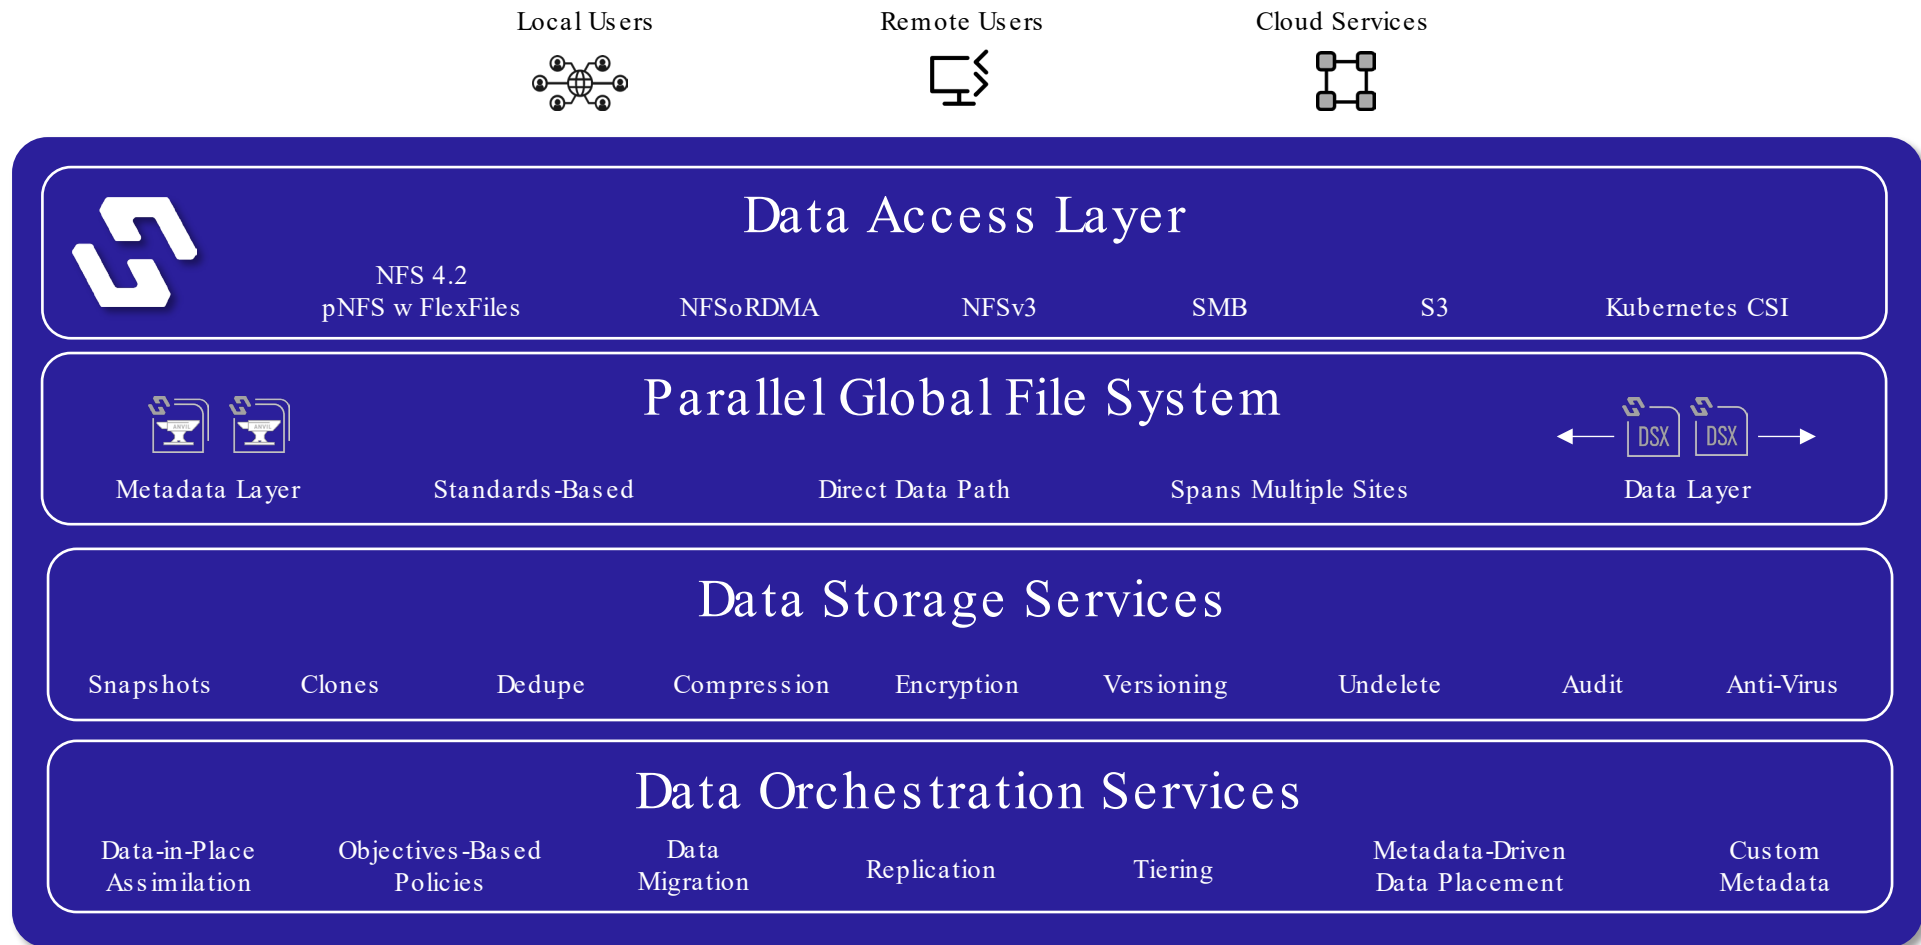 Local Users
Remote Users
Cloud Services
Data Access Layer
NFS 4.2
pNFS w FlexFiles
NFSoRDMA
NFSv3
SMB
S3
Kubernetes CSI
Parallel Global File System
ANVIL
ANVIL
DSX
DSX
Metadata Layer
Standards-Based
Direct Data Path
Spans Multiple Sites
Data Layer
Data Storage Services
Snapshots
Clones
Dedupe
Compression
Encryption
Versioning
Undelete
Audit
Anti-Virus
Data Orchestration Services
Data-in-Place
Assimilation
Objectives-Based
Policies
Data
Migration
Replication
Tiering
Metadata-Driven
Data Placement
Custom
Metadata